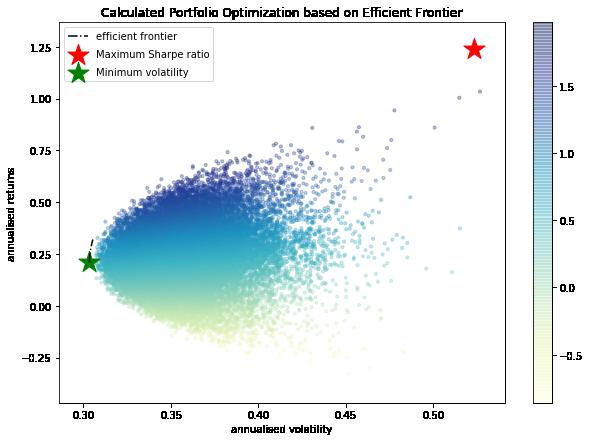 Calculated Portfolio Optimization based on Efficient Frontier
efficient frontier
Maximum Sharpe ratio
Minimum volatility
1.25
1.00
0.75
0.50
0.25
0.00
−0.25
annualised returns
0.30 0.35 0.40 0.45 0.50
annualised volatility
1.5
1.0
0.5
0.0
−0.5